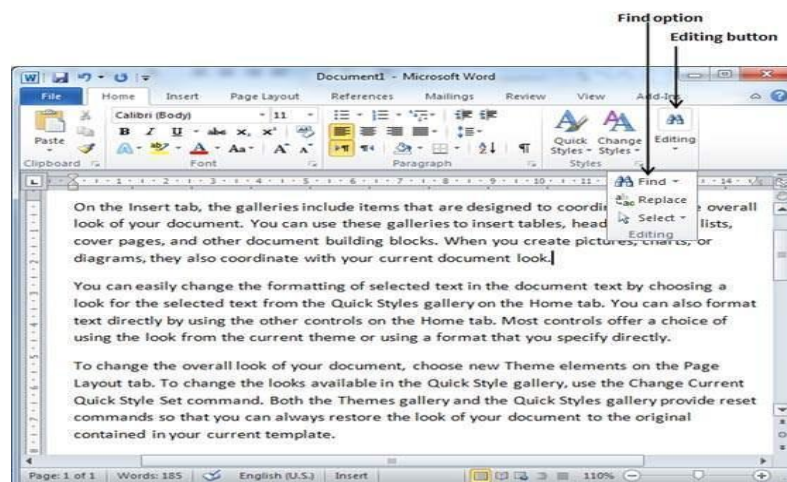 Find option
Editing button
Document1 - Microsoft Word
File Home Insert Page Layout References Mailings Review View Add-Ins
Calibri (Body) 11
Paste
B I U abc x, x²
Aa
Quick Styles
Change Styles
Editing
Clipboard Font Paragraph Styles
Find
Replace
Select
Editing
On the Insert tab, the galleries include items that are designed to coordin overall
look of your document. You can use these galleries to insert tables, head lists,
cover pages, and other document building blocks. When you create pictures, charts, or
diagrams, they also coordinate with your current document look.
You can easily change the formatting of selected text in the document text by choosing a
look for the selected text from the Quick Styles gallery on the Home tab. You can also format
text directly by using the other controls on the Home tab. Most controls offer a choice of
using the look from the current theme or using a format that you specify directly.
To change the overall look of your document, choose new Theme elements on the Page
Layout tab. To change the looks available in the Quick Style gallery, use the Change Current
Quick Style Set command. Both the Themes gallery and the Quick Styles gallery provide reset
commands so that you can always restore the look of your document to the original
contained in your current template.
Page: 1 of 1 Words: 185 English (U.S.) Insert 110%